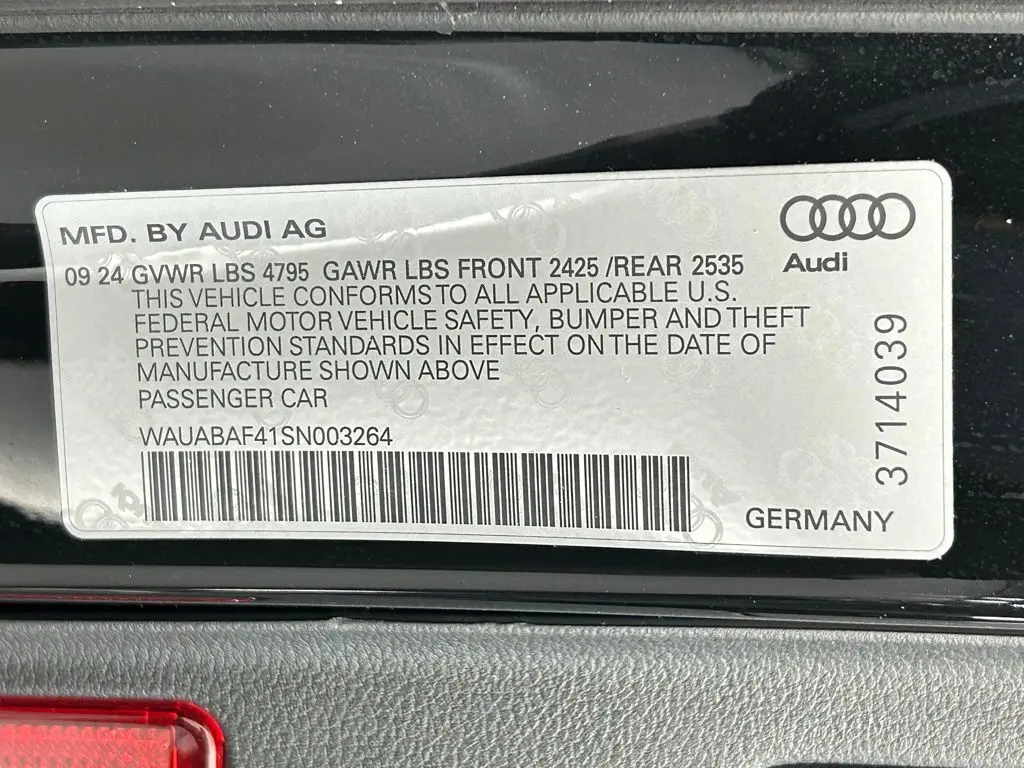 MFD. BY AUDI AG
Audi
09 24 GVWR LBS 4795 GAWR LBS FRONT 2425 /REAR 2535
THIS VEHICLE CONFORMS TO ALL APPLICABLE U.S.
FEDERAL MOTOR VEHICLE SAFETY, BUMPER AND THEFT
PREVENTION STANDARDS IN EFFECT ON THE DATE OF
MANUFACTURE SHOWN ABOVE
PASSENGER CAR
WAUABAF41SN003264
GERMANY
3714039